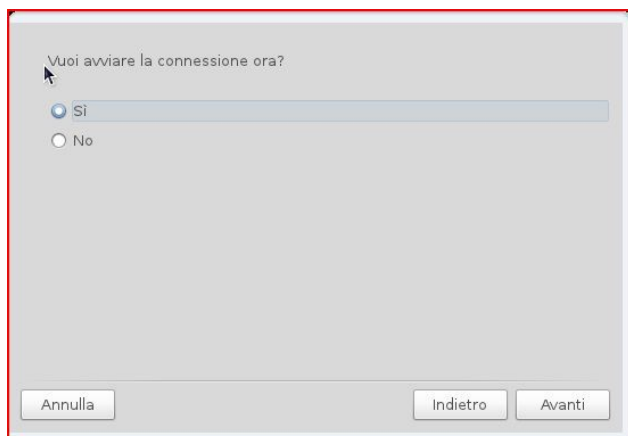 Vuoi avviare la connessione ora?
Sì
No
Annulla
Indietro
Avanti